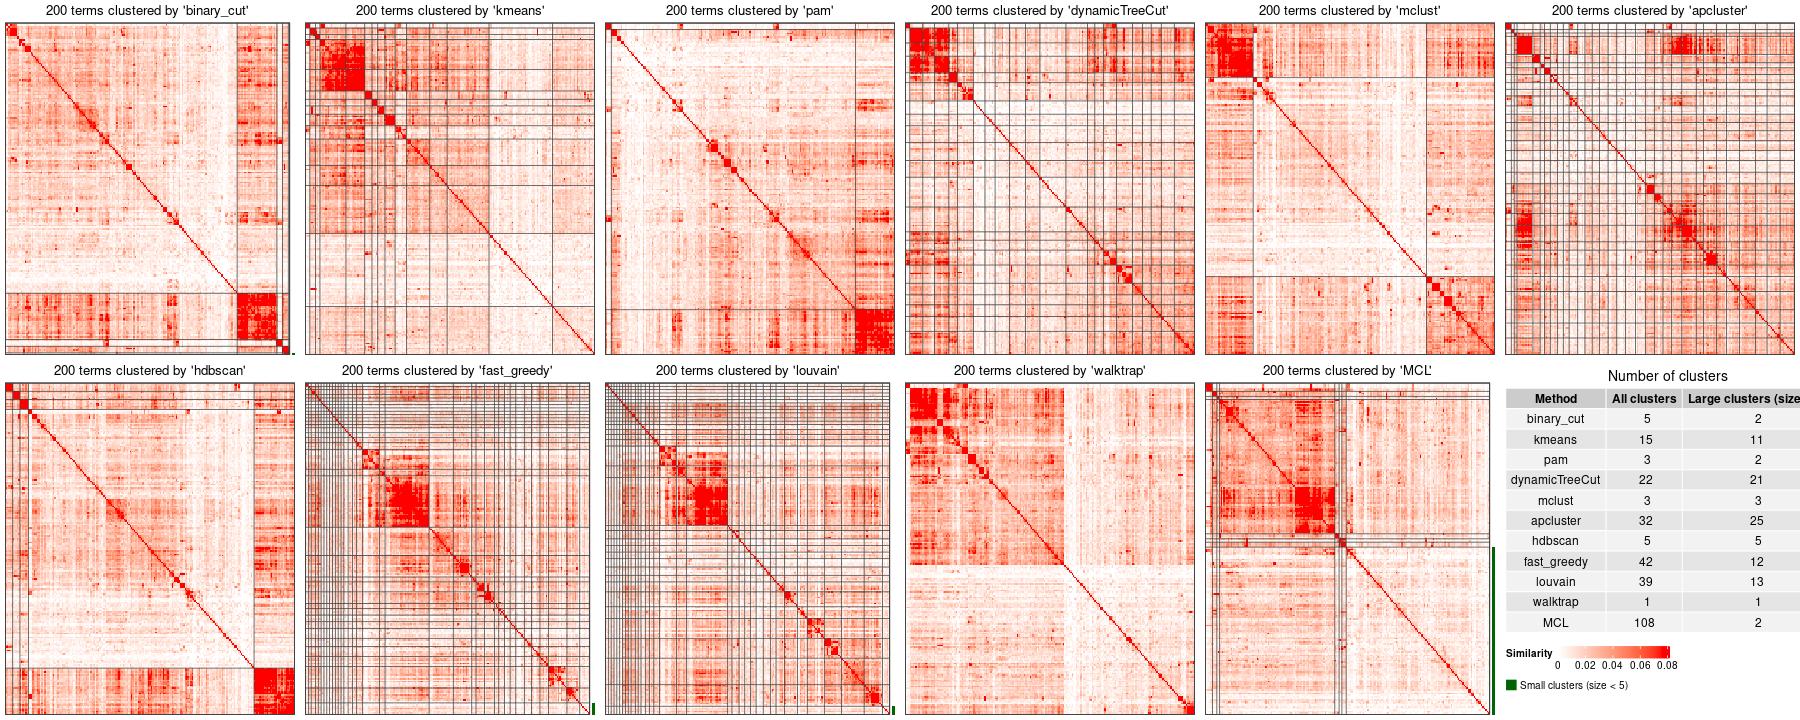 200 terms clustered by 'binary_cut'
200 terms clustered by 'kmeans'
200 terms clustered by 'pam'
200 terms clustered by 'dynamicTreeCut'
200 terms clustered by 'mclust'
200 terms clustered by 'apcluster'
200 terms clustered by 'hdbscan'
200 terms clustered by 'fast_greedy'
200 terms clustered by 'louvain'
200 terms clustered by 'walktrap'
200 terms clustered by 'MCL'
Number of clusters
Method All clusters Large clusters (size
binary_cut 5 2
kmeans 15 11
pam 3 2
dynamicTreeCut 22 21
mclust 3 3
apcluster 32 25
hdbscan 5 5
fast_greedy 42 12
louvain 39 13
walktrap 1 1
MCL 108 2
Similarity
0 0.02 0.04 0.06 0.08
Small clusters (size < 5)